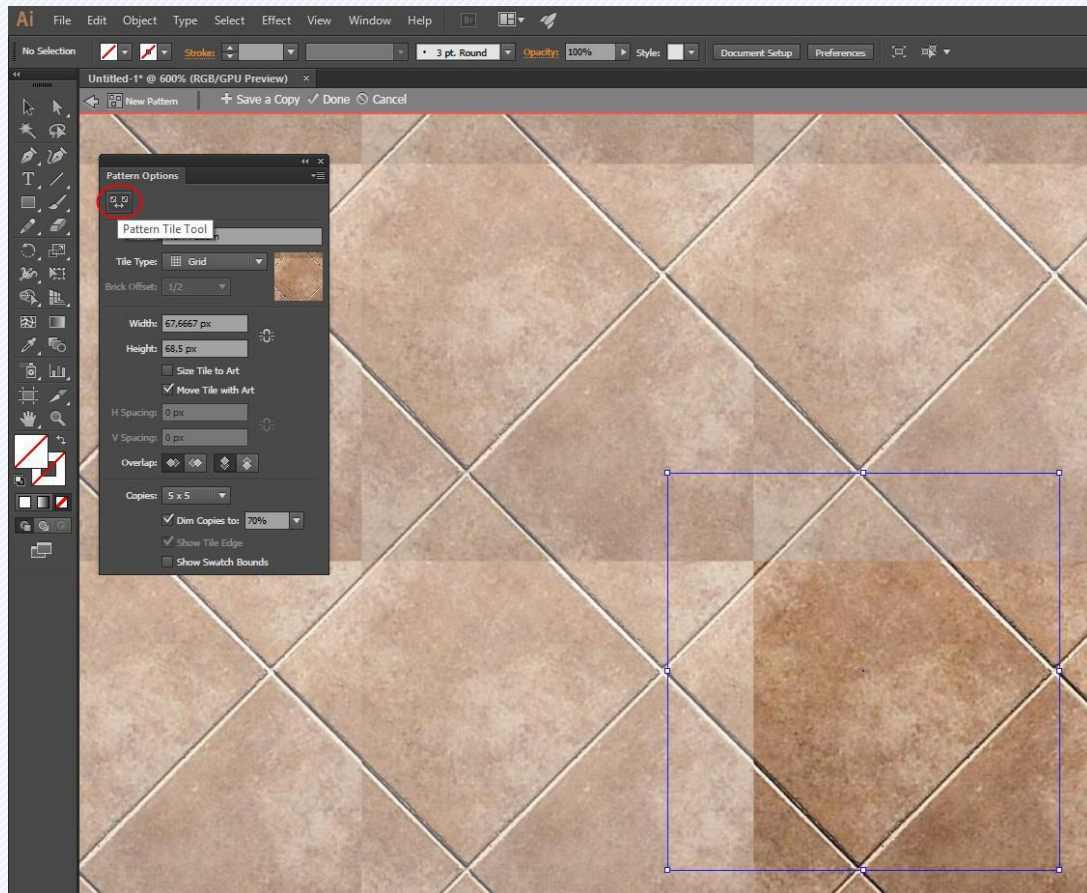 Ai File Edit Object Type Select Effect View Window Help Br
No Selection Stroke: 3 pt. Round Opacity: 100% Style: Document Setup Preferences
Untitled-1* @ 600% (RGB/GPU Preview) ×
New Pattern + Save a Copy ✓ Done Cancel
Pattern Options
Pattern Tile Tool
Tile Type: Grid
Brick Offset: 1/2
Width: 67,6667 px
Height: 68,5 px
Size Tile to Art
Move Tile with Art
H Spacing: 0 px
V Spacing: 0 px
Overlap:
Copies: 5 x 5
Dim Copies to: 70%
Show Tile Edge
Show Swatch Bounds